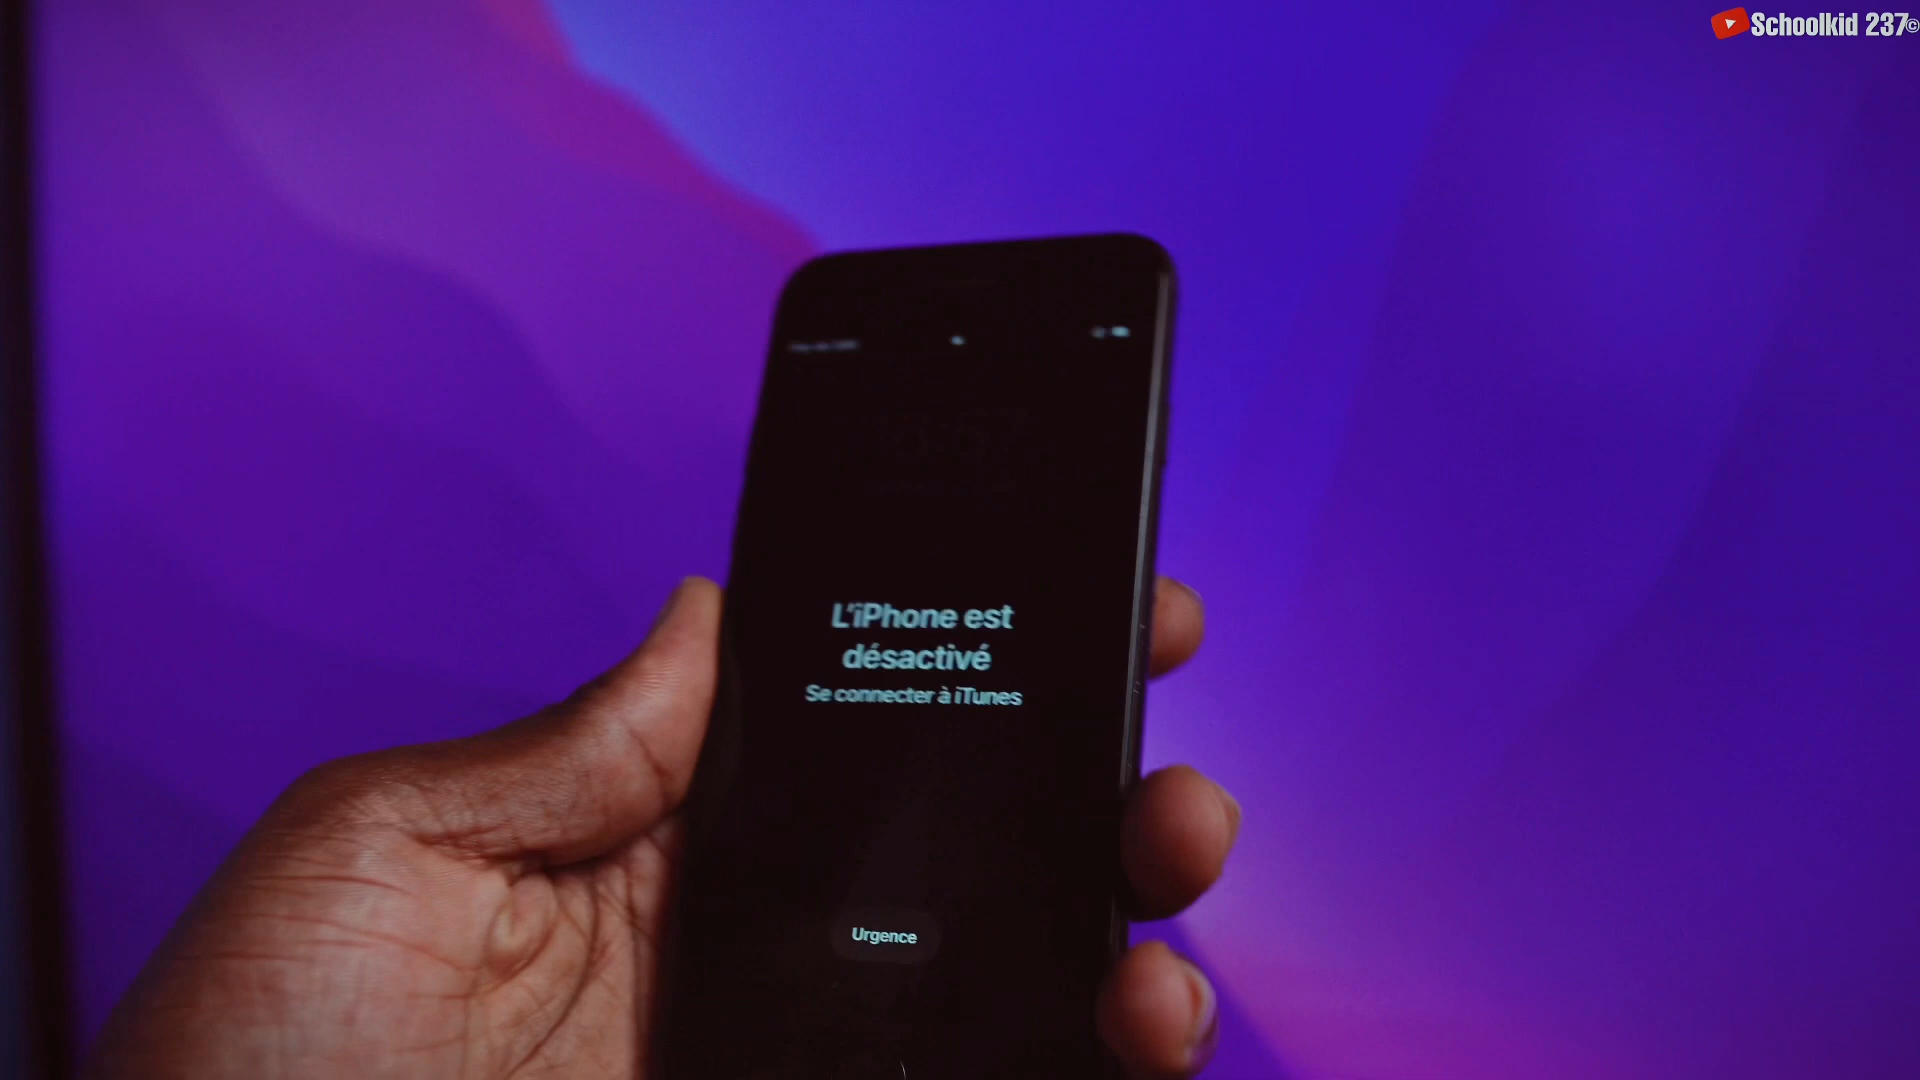 Schoolkid 237©
L'iPhone est
désactivé
Se connecter à iTunes
Urgence